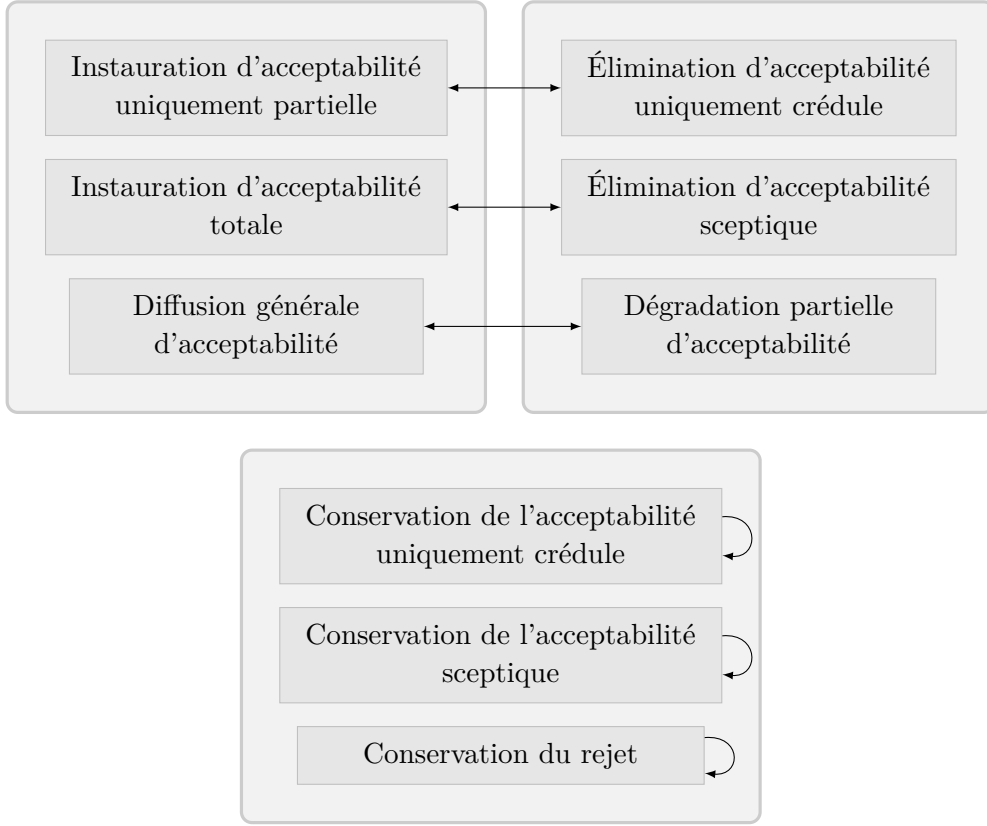 Instauration d'acceptabilité
uniquement partielle
Élimination d'acceptabilité
uniquement crédule
Instauration d'acceptabilité
totale
Élimination d'acceptabilité
sceptique
Diffusion générale
d'acceptabilité
Dégradation partielle
d'acceptabilité
Conservation de l'acceptabilité
uniquement crédule
Conservation de l'acceptabilité
sceptique
Conservation du rejet